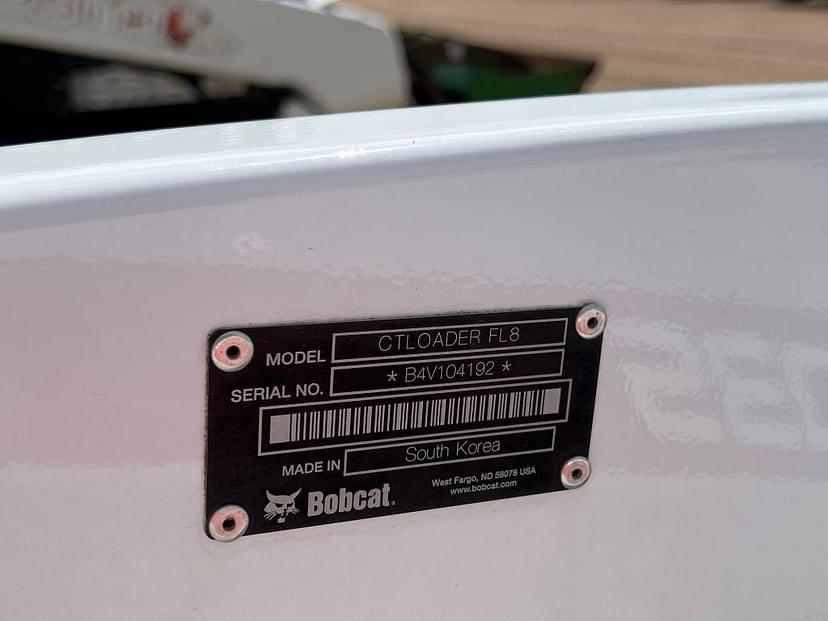 MODEL CTLOADER FL8
SERIAL NO. * B4V104192 *
MADE IN South Korea
Bobcat.
West Fargo, ND 58078 USA
www.bobcat.com